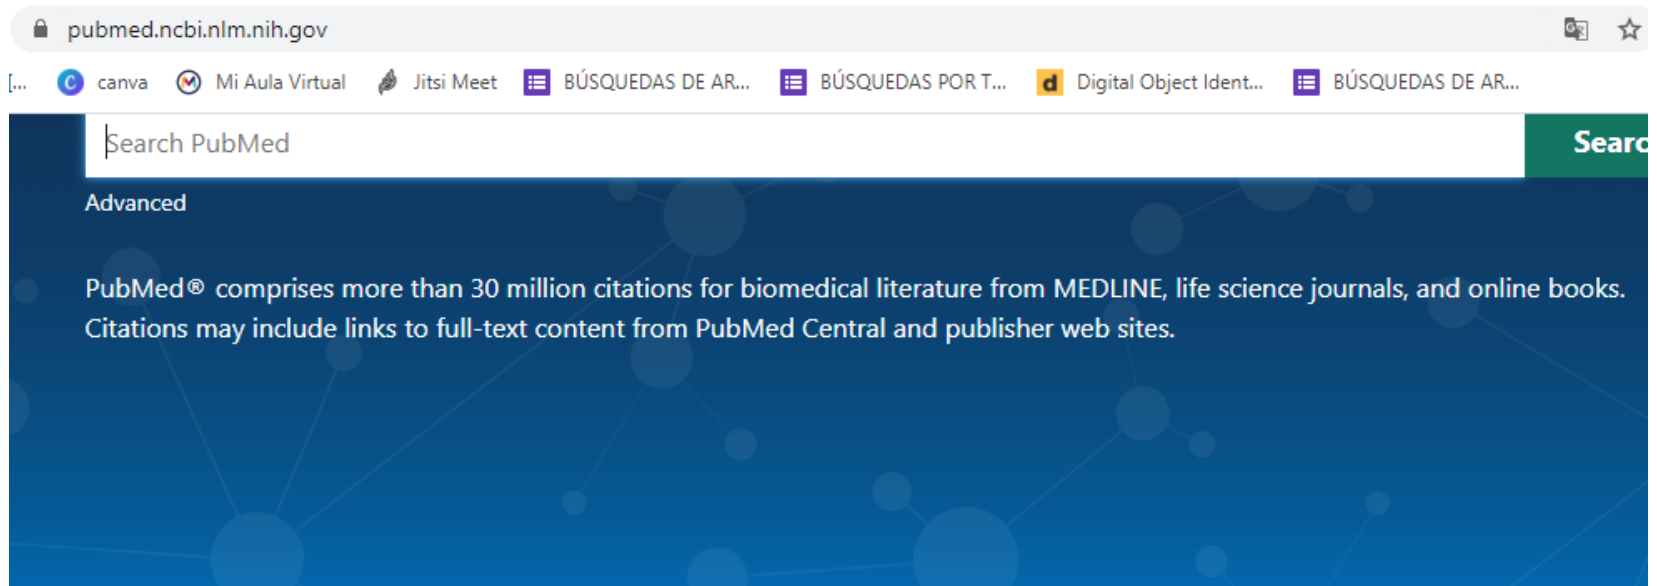 pubmed.ncbi.nlm.nih.gov
[... canva Mi Aula Virtual Jitsi Meet BÚSQUEDAS DE AR... BÚSQUEDAS POR T... d Digital Object Ident... BÚSQUEDAS DE AR...
Search PubMed Searc
Advanced
PubMed® comprises more than 30 million citations for biomedical literature from MEDLINE, life science journals, and online books.
Citations may include links to full-text content from PubMed Central and publisher web sites.